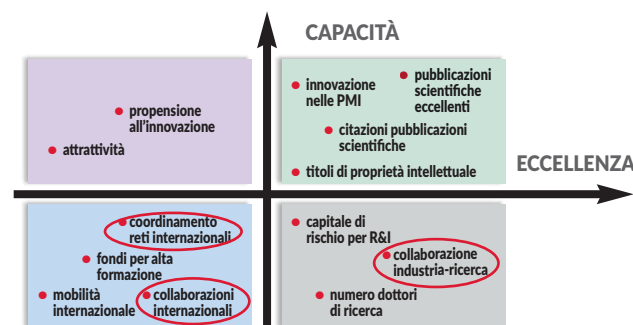 CAPACITÀ
innovazione
nelle PMI
pubblicazioni
scientifiche
eccellenti
propensione
all'innovazione
citazioni pubblicazioni
scientifiche
attrattività
titoli di proprietà intellettuale
ECCELLENZA
coordinamento
reti internazionali
capitale di
rischio per R&I
fondi per alta
formazione
collaborazione
industria-ricerca
mobilità
internazionale
collaborazioni
internazionali
numero dottori
di ricerca